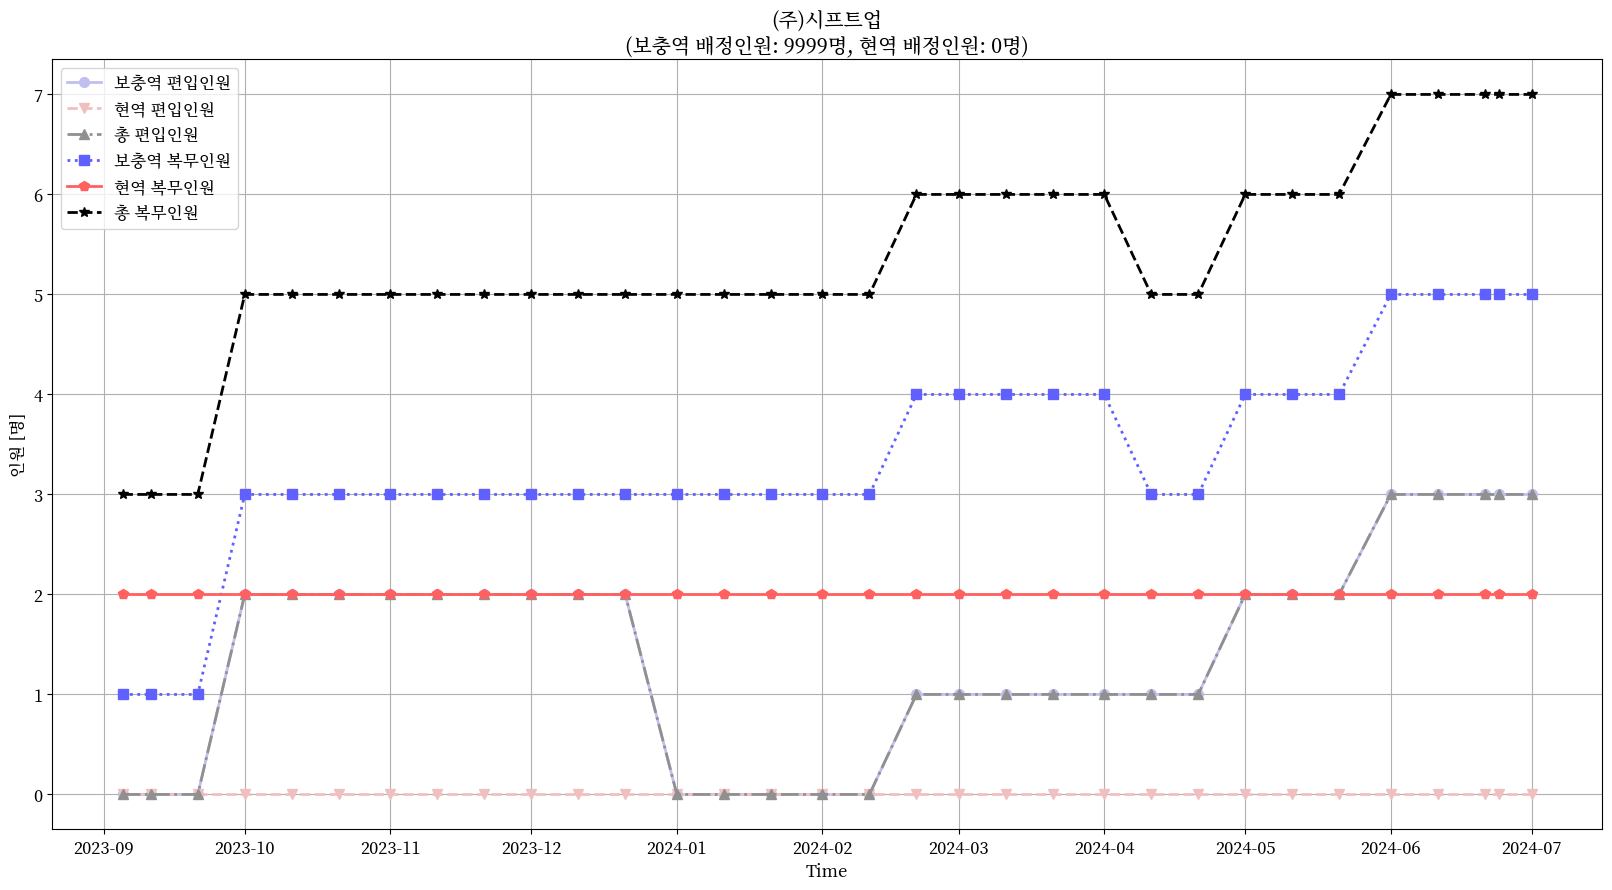 (주)시프트업
(보충역 배정인원: 9999명, 현역 배정인원: 0명)
보충역 편입인원
현역 편입인원
총 편입인원
보충역 복무인원
현역 복무인원
총 복무인원
7
6
5
4
3
2
1
0
인원 [명]
2023-09 2023-10 2023-11 2023-12 2024-01 2024-02 2024-03 2024-04 2024-05 2024-06 2024-07
Time